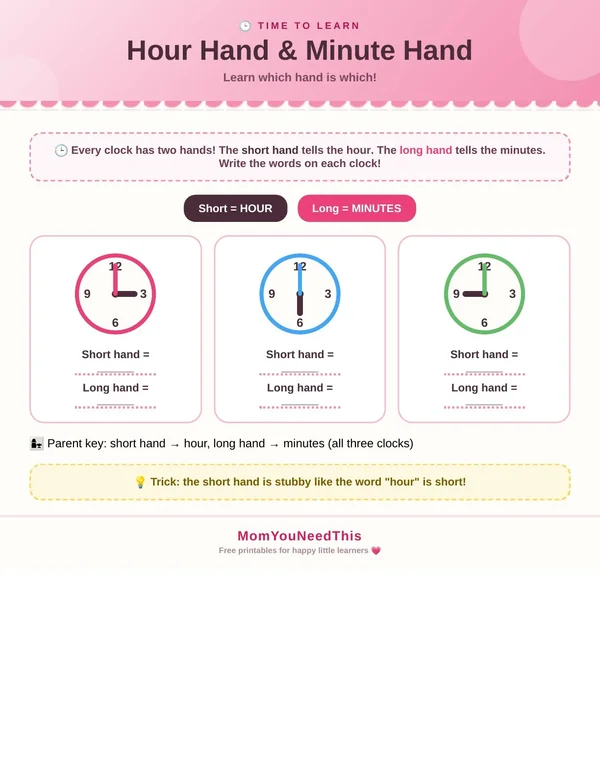 🕒 TIME TO LEARN
Hour Hand & Minute Hand
Learn which hand is which!
🕒 Every clock has two hands! The short hand tells the hour. The long hand tells the minutes.
Write the words on each clock!
Short = HOUR Long = MINUTES
12
9 3
6
Short hand =
Long hand =
12
9 3
6
Short hand =
Long hand =
12
9 3
6
Short hand =
Long hand =
Parent key: short hand → hour, long hand → minutes (all three clocks)
💡 Trick: the short hand is stubby like the word "hour" is short!
MomYouNeedThis
Free printables for happy little learners 💗